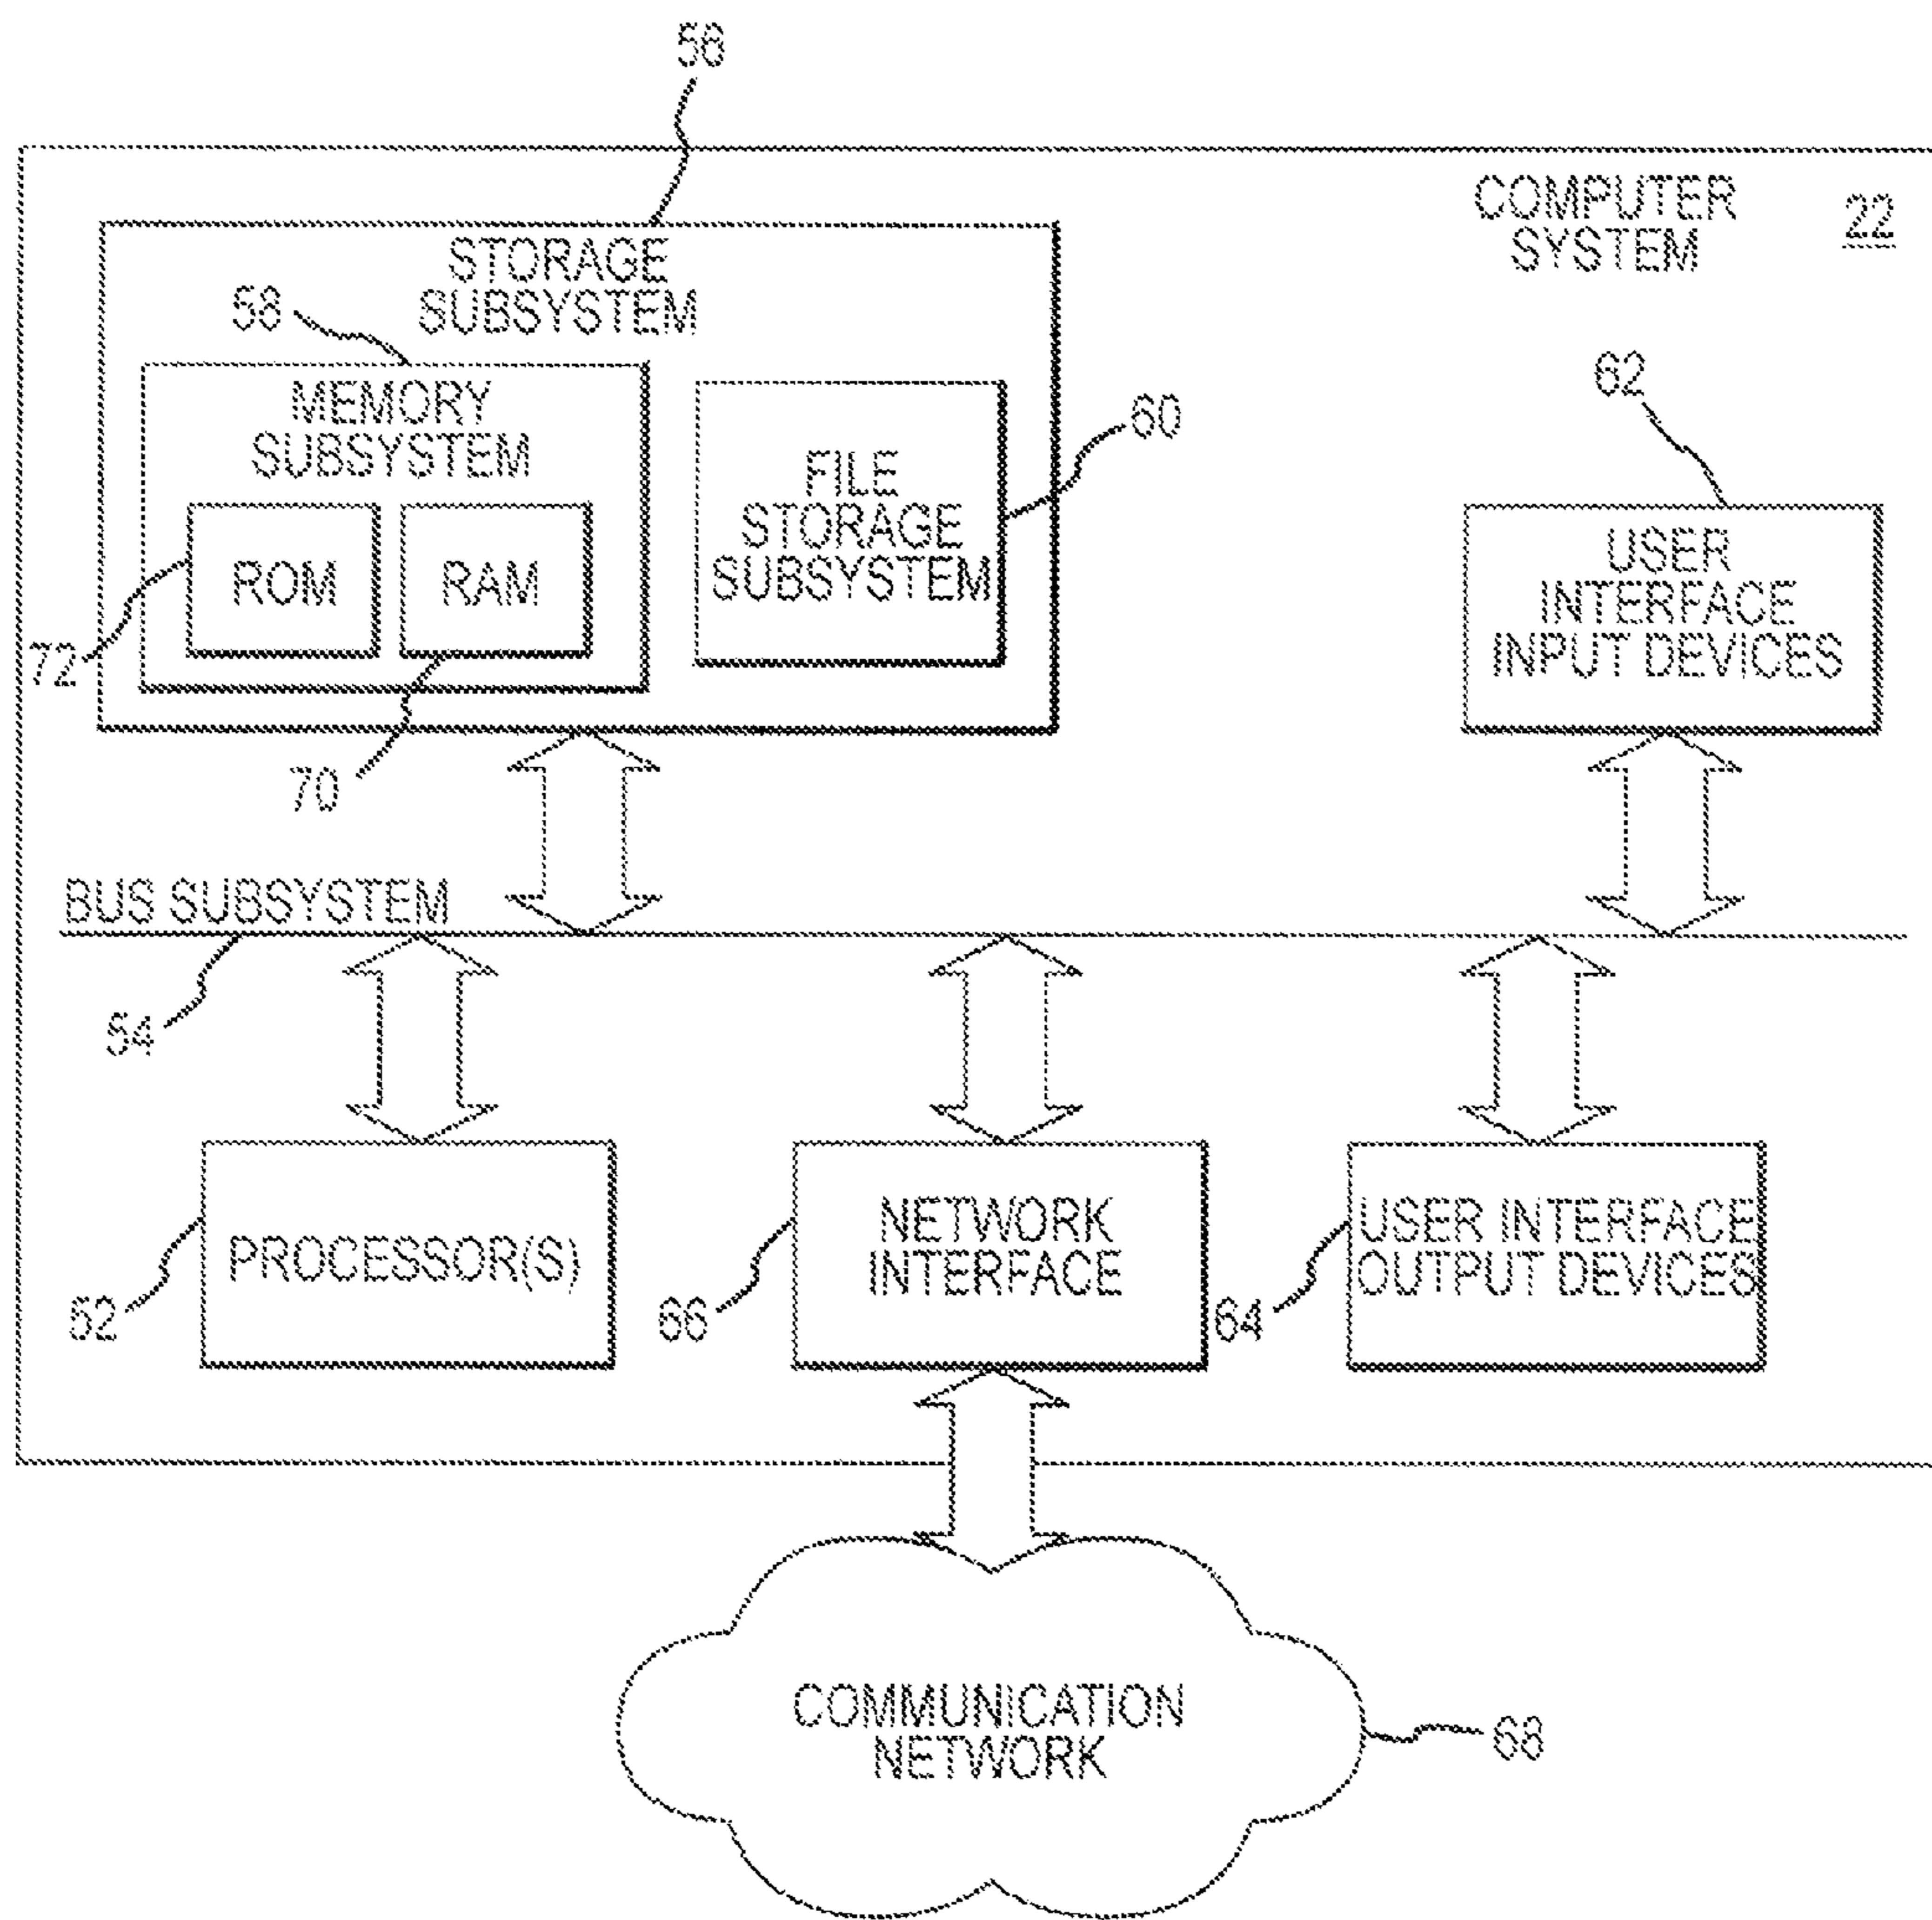 56
COMPUTER
SYSTEM
22
STORAGE
SUBSYSTEM
58
MEMORY
SUBSYSTEM
62
60
FILE
STORAGE
SUBSYSTEM
ROM
RAM
USER
INTERFACE
INPUT DEVICES
72
70
BUS SUBSYSTEM
54
PROCESSOR(S)
NETWORK
INTERFACE
USER INTERFACE
OUTPUT DEVICES
52
66
64
COMMUNICATION
NETWORK
68